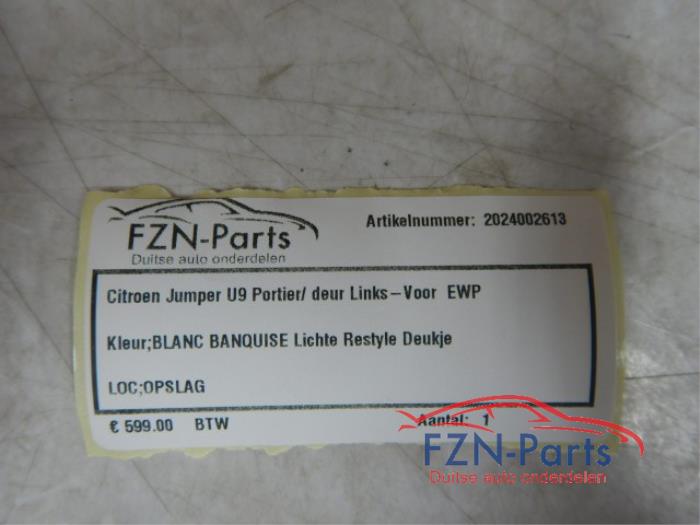 FZN-Parts
Duitse auto onderdelen
Artikelnummer: 2024002613
Citroen Jumper U9 Portier/ deur Links-Voor EWP
Kleur;BLANC BANQUISE Lichte Restyle Deukje
LOC;OPSLAG
€ 599.00 BTW
Aantal: 1
FZN-Parts
Duitse auto onderdelen